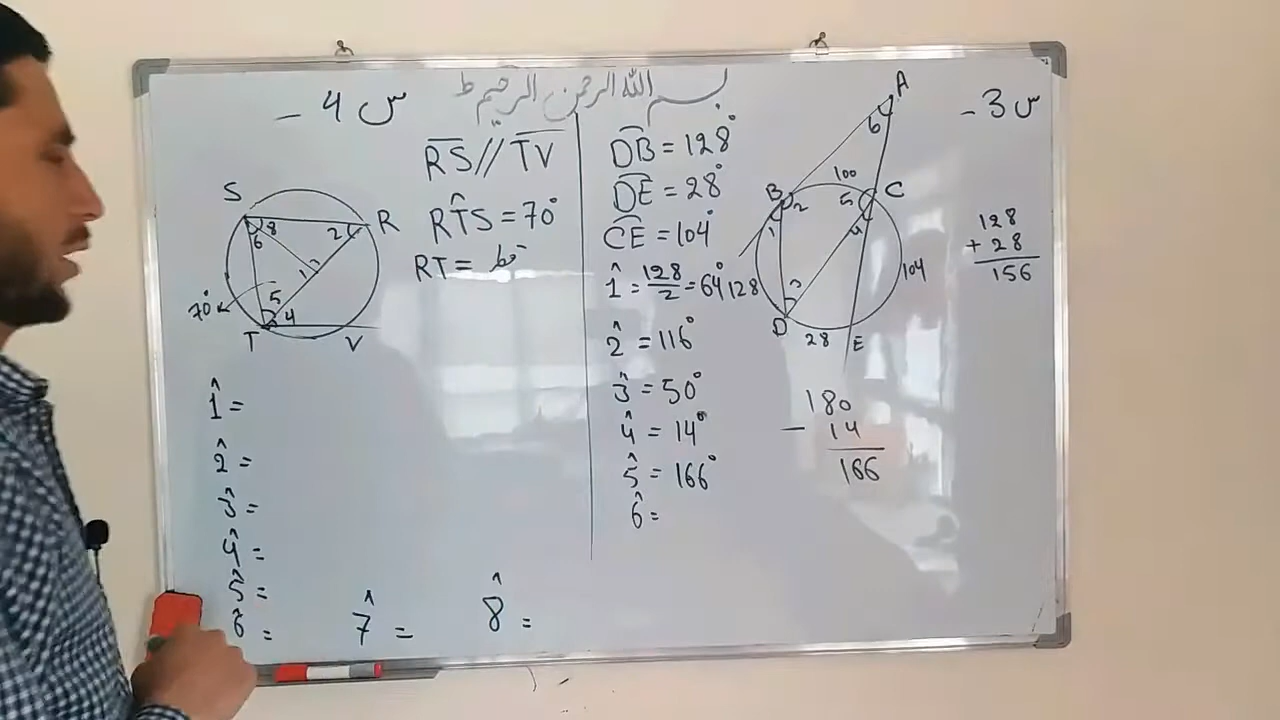 بسم الله الرحمن الرحيم ط
س 3 -
A
6
B
100
C
2
5
1
4
3
128
104
D
28
E
128
+ 28
156
180
- 14
166
DB = 128°
DE = 28°
CE = 104°
1̂ = 128/2 = 64°
2̂ = 116°
3̂ = 50°
4̂ = 14°
5̂ = 166°
6̂ =
س 4 -
RS // TV
RT̂S = 70°
RT = قطر
S
R
8
2
6
1
5
70°
4
T
V
1̂ =
2̂ =
3̂ =
4̂ =
5̂ =
6̂ = 7̂ = 8̂ =